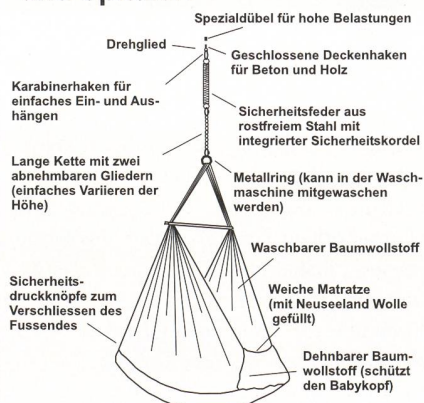 Spezialdübel für hohe Belastungen
Drehglied
Geschlossene Deckenhaken
für Beton und Holz
Karabinerhaken für
einfaches Ein- und Aus-
hängen
Sicherheitsfeder aus
rostfreiem Stahl mit
integrierter Sicherheitskordel
Lange Kette mit zwei
abnehmbaren Gliedern
(einfaches Variieren der
Höhe)
Metallring (kann in der Wasch-
maschine mitgewaschen
werden)
Waschbarer Baumwollstoff
Sicherheits-
druckknöpfe zum
Verschliessen des
Fussendes
Weiche Matratze
(mit Neuseeland Wolle
gefüllt)
Dehnbarer Baum-
wollstoff (schützt
den Babykopf)